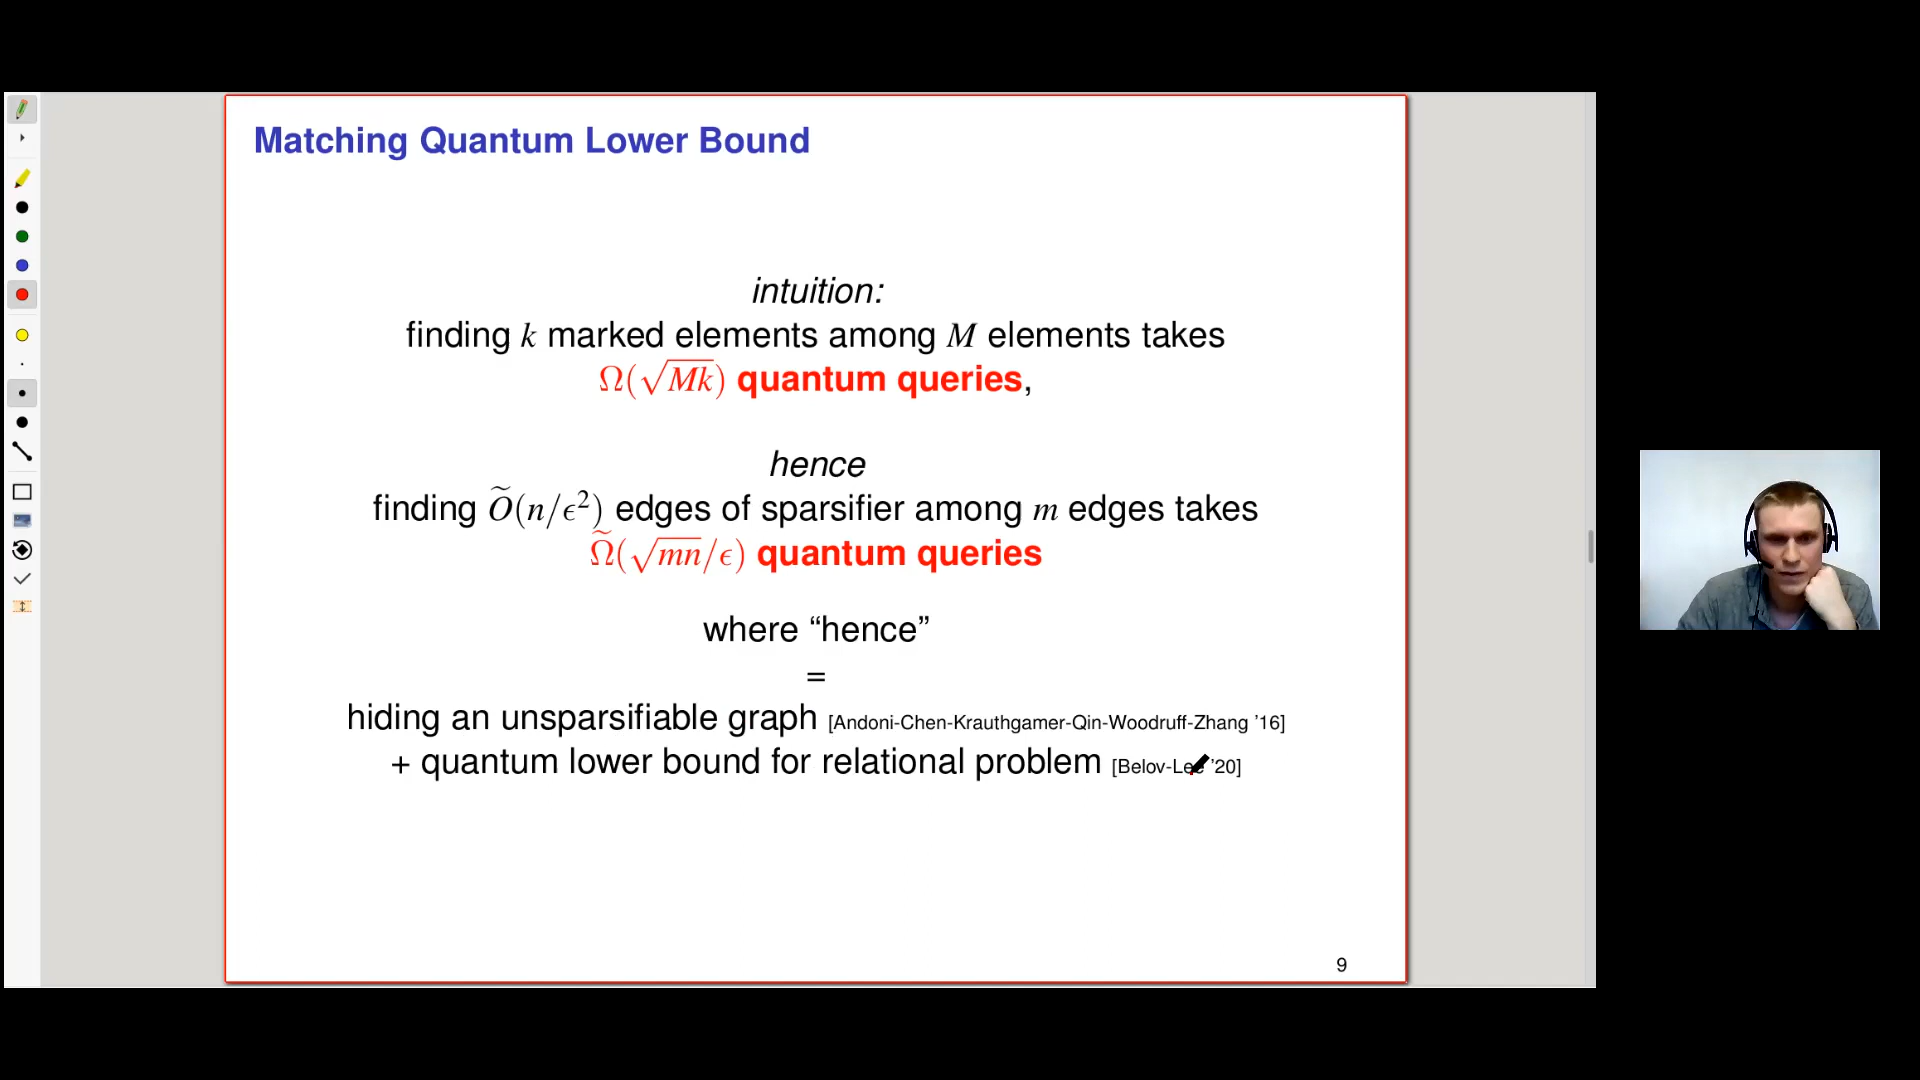 Matching Quantum Lower Bound
intuition:
finding k marked elements among M elements takes
Ω(√Mk) quantum queries,
hence
finding Õ(n/ϵ²) edges of sparsifier among m edges takes
Ω̃(√mn/ϵ) quantum queries
where “hence”
=
hiding an unsparsifiable graph [Andoni-Chen-Krauthgamer-Qin-Woodruff-Zhang ’16]
+ quantum lower bound for relational problem [Belov-Lee ’20]
9